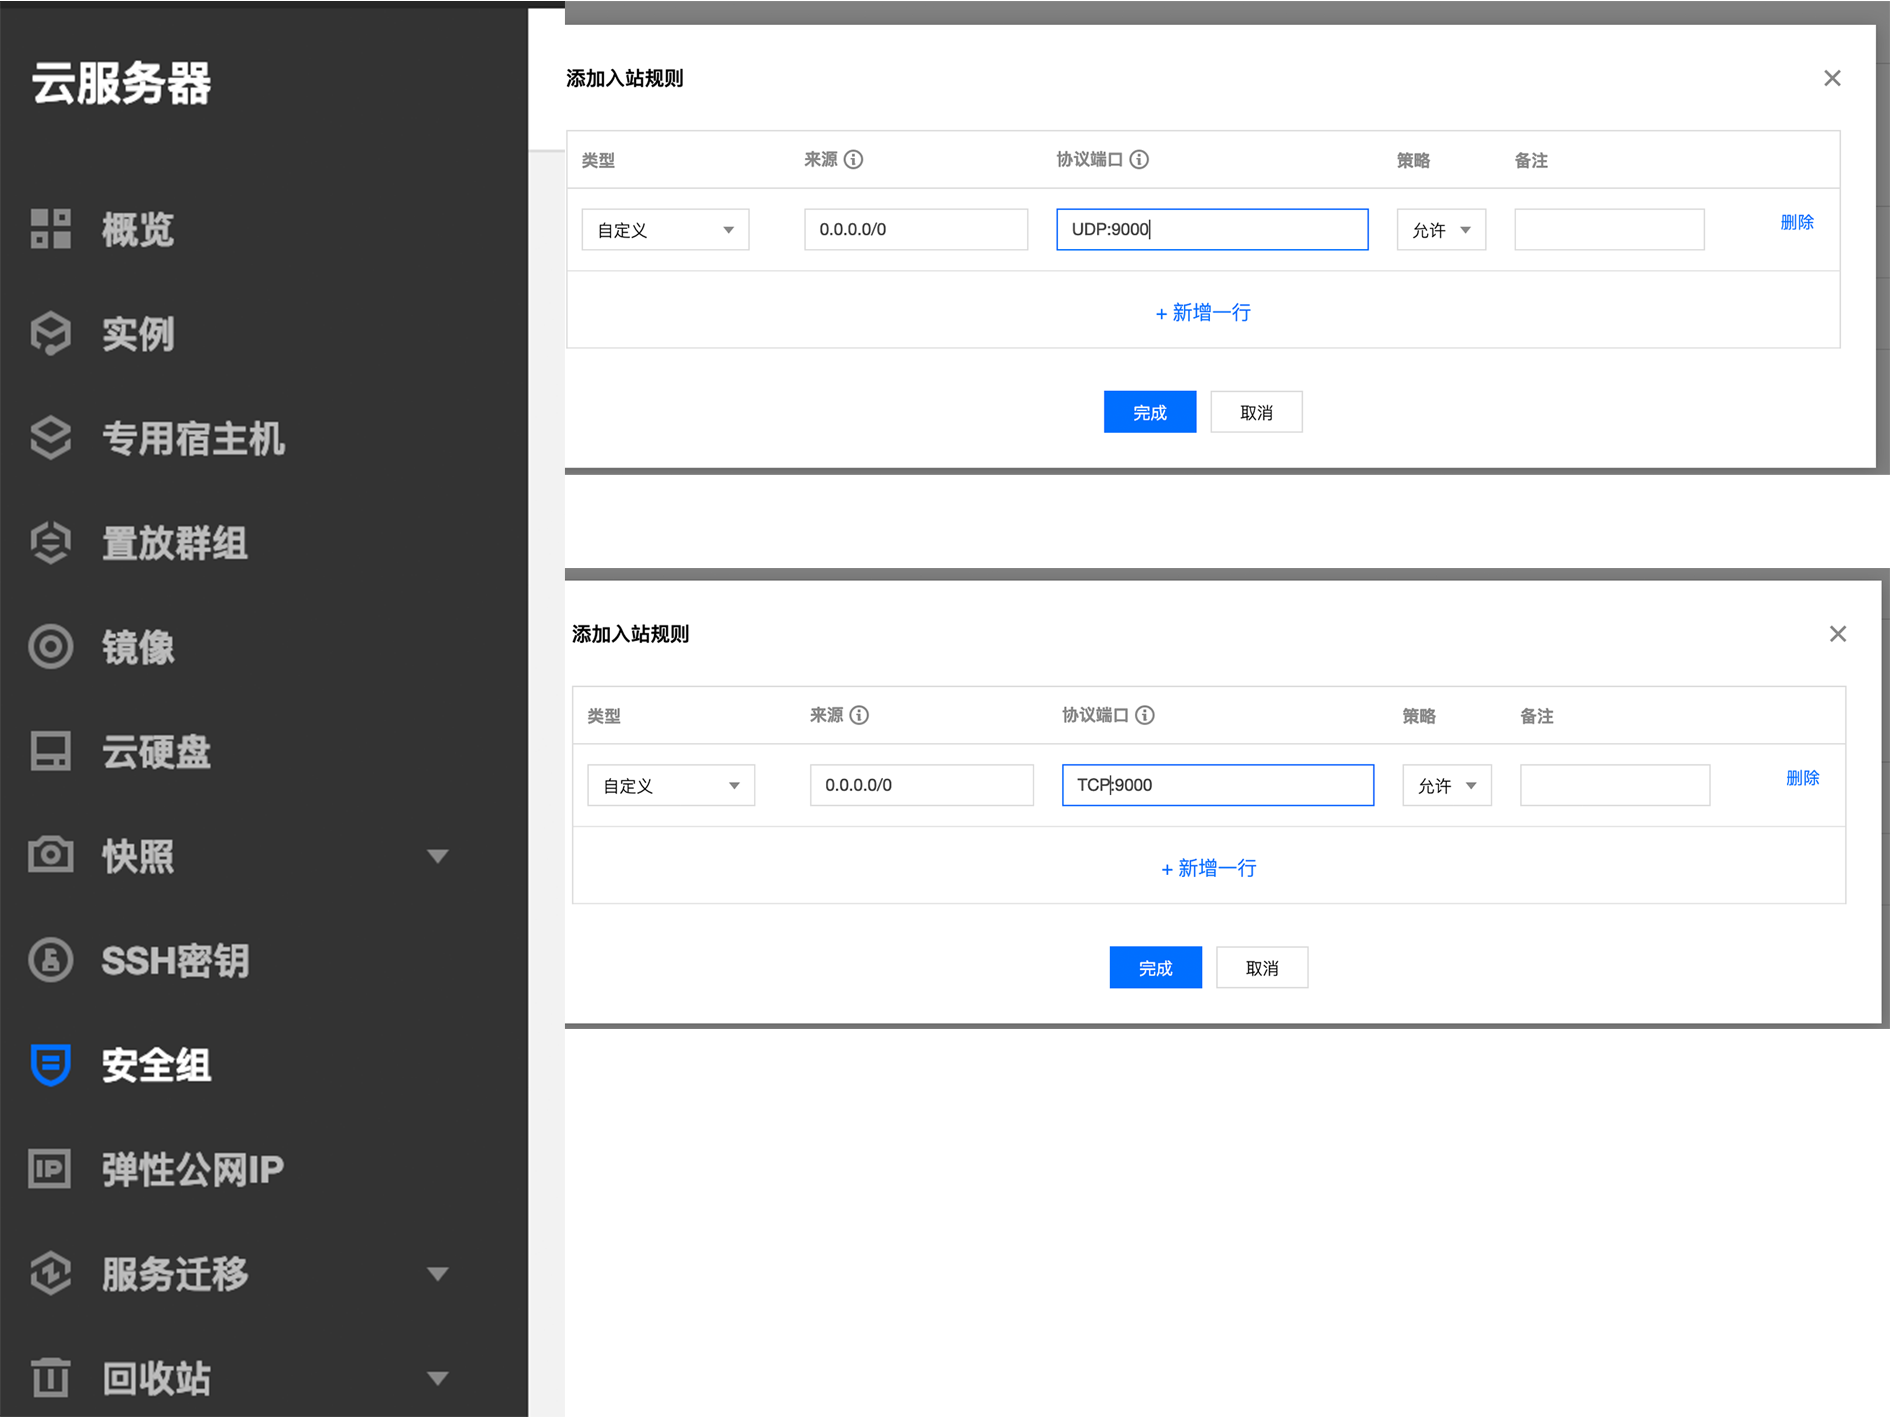 云服务器
概览
实例
专用宿主机
置放群组
镜像
云硬盘
快照
SSH密钥
安全组
IP 弹性公网IP
服务迁移
回收站
添加入站规则
类型 来源 协议端口 策略 备注
自定义 0.0.0.0/0 UDP:9000 允许 删除
+ 新增一行
完成 取消
添加入站规则
类型 来源 协议端口 策略 备注
自定义 0.0.0.0/0 TCP:9000 允许 删除
+ 新增一行
完成 取消